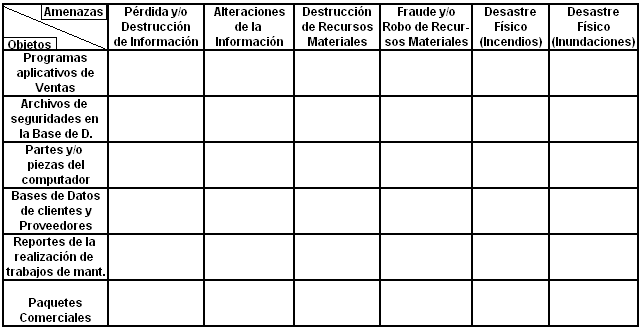 Amenazas
Objetos
Pérdida y/o
Destrucción
de Información
Alteraciones
de la
Información
Destrucción
de Recursos
Materiales
Fraude y/o
Robo de Recur-
sos Materiales
Desastre
Físico
(Incendios)
Desastre
Físico
(Inundaciones)
Programas
aplicativos de
Ventas
Archivos de
seguridades en
la Base de D.
Partes y/o
piezas del
computador
Bases de Datos
de clientes y
Proveedores
Reportes de la
realización de
trabajos de mant.
Paquetes
Comerciales